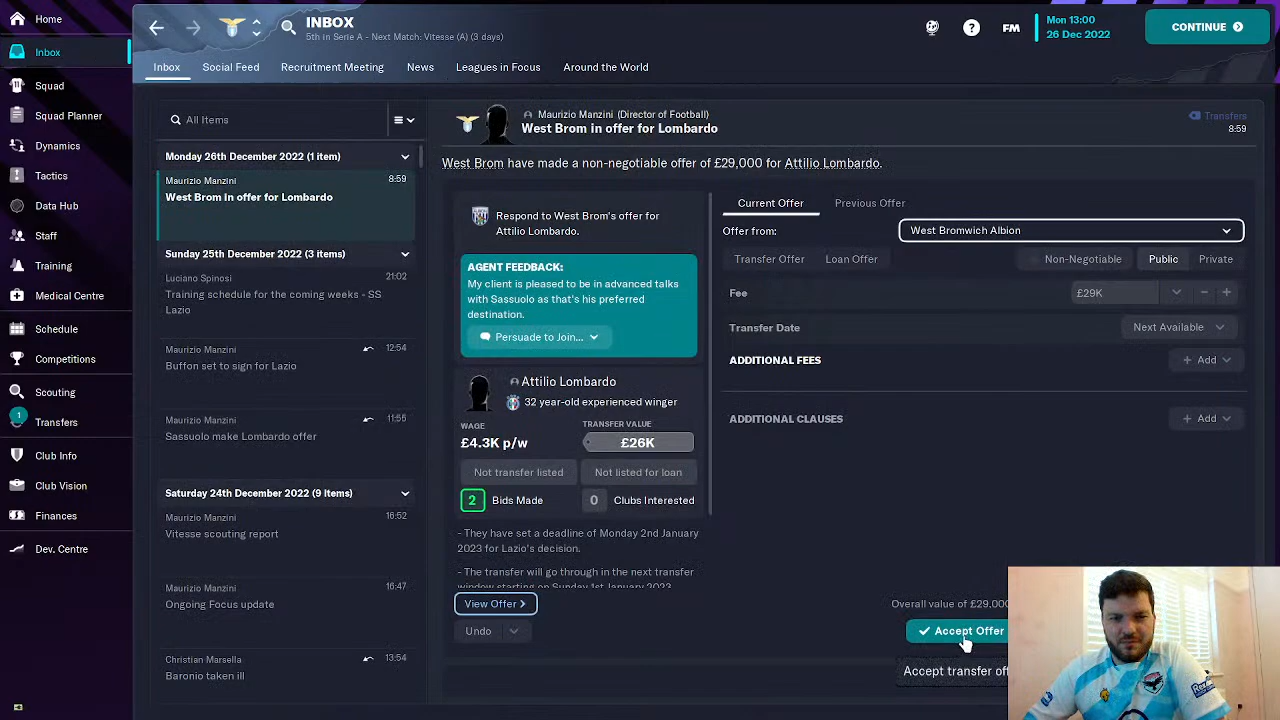 Home
Inbox
Squad
Squad Planner
Dynamics
Tactics
Data Hub
Staff
Training
Medical Centre
Schedule
Competitions
Scouting
1
Transfers
Club Info
Club Vision
Finances
Dev. Centre
INBOX
5th in Serie A - Next Match: Vitesse (A) (3 days)
?
FM
Mon 13:00
26 Dec 2022
CONTINUE
Inbox
Social Feed
Recruitment Meeting
News
Leagues in Focus
Around the World
All Items
Monday 26th December 2022 (1 item)
Maurizio Manzini
8:59
West Brom in offer for Lombardo
Sunday 25th December 2022 (3 items)
Luciano Spinosi
21:02
Training schedule for the coming weeks - SS
Lazio
Maurizio Manzini
12:54
Buffon set to sign for Lazio
Maurizio Manzini
11:55
Sassuolo make Lombardo offer
Saturday 24th December 2022 (9 items)
Maurizio Manzini
16:52
Vitesse scouting report
Maurizio Manzini
16:47
Ongoing Focus update
Christian Marsella
13:54
Baronio taken ill
Maurizio Manzini (Director of Football)
West Brom in offer for Lombardo
Transfers
8:59
West Brom have made a non-negotiable offer of £29,000 for Attilio Lombardo.
Respond to West Brom's offer for
Attilio Lombardo.
AGENT FEEDBACK:
My client is pleased to be in advanced talks
with Sassuolo as that's his preferred
destination.
Persuade to Join...
Attilio Lombardo
32 year-old experienced winger
WAGE
£4.3K p/w
TRANSFER VALUE
£26K
Not transfer listed
Not listed for loan
2 Bids Made
0 Clubs Interested
- They have set a deadline of Monday 2nd January
2023 for Lazio's decision.
- The transfer will go through in the next transfer
window starting on Sunday 1st January 2023
View Offer
Undo
Current Offer
Previous Offer
Offer from:
West Bromwich Albion
Transfer Offer
Loan Offer
Non-Negotiable
Public
Private
Fee
£29K
Transfer Date
Next Available
ADDITIONAL FEES
+ Add
ADDITIONAL CLAUSES
+ Add
Overall value of £29,000
Accept Offer
Accept transfer